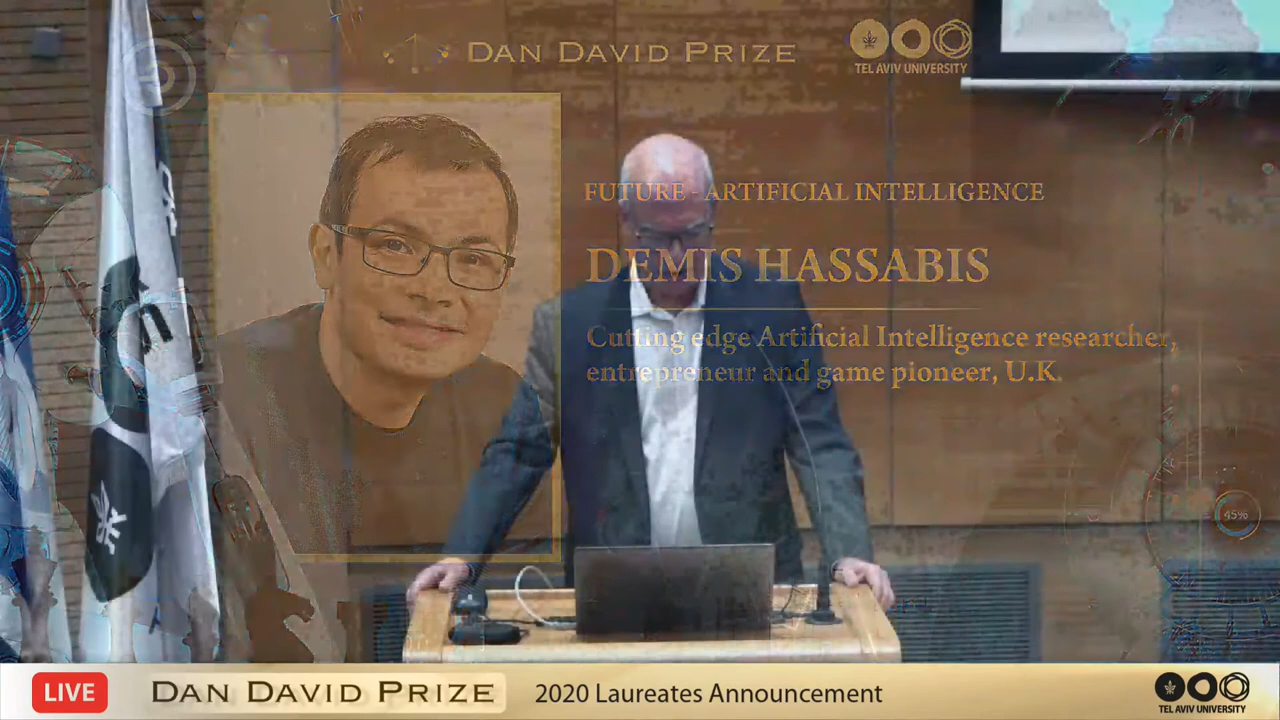 DAN DAVID PRIZE
TEL AVIV UNIVERSITY
FUTURE - ARTIFICIAL INTELLIGENCE
DEMIS HASSABIS
Cutting edge Artificial Intelligence researcher,
entrepreneur and game pioneer, U.K.
45%
LIVE DAN DAVID PRIZE 2020 Laureates Announcement
TEL AVIV UNIVERSITY